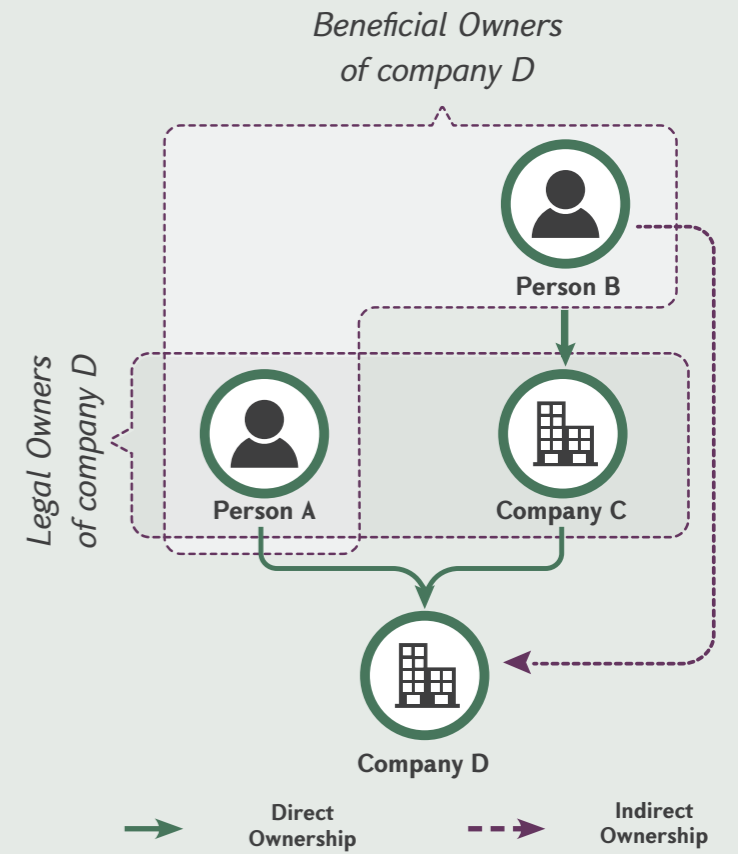 Beneficial Owners
of company D
Person B
Legal Owners
of company D
Person A
Company C
Company D
Direct
Ownership
Indirect
Ownership